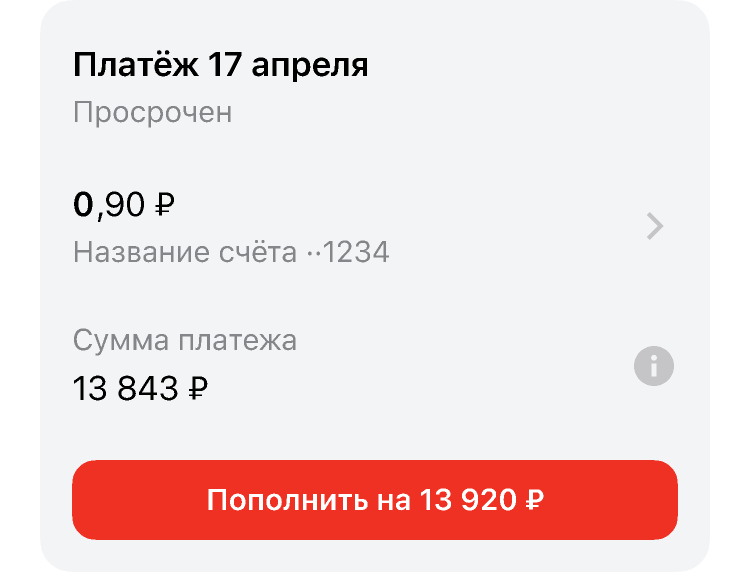 Платёж 17 апреля
Просрочен
0,90 ₽
Название счёта ··1234
Сумма платежа
13 843 ₽
Пополнить на 13 920 ₽